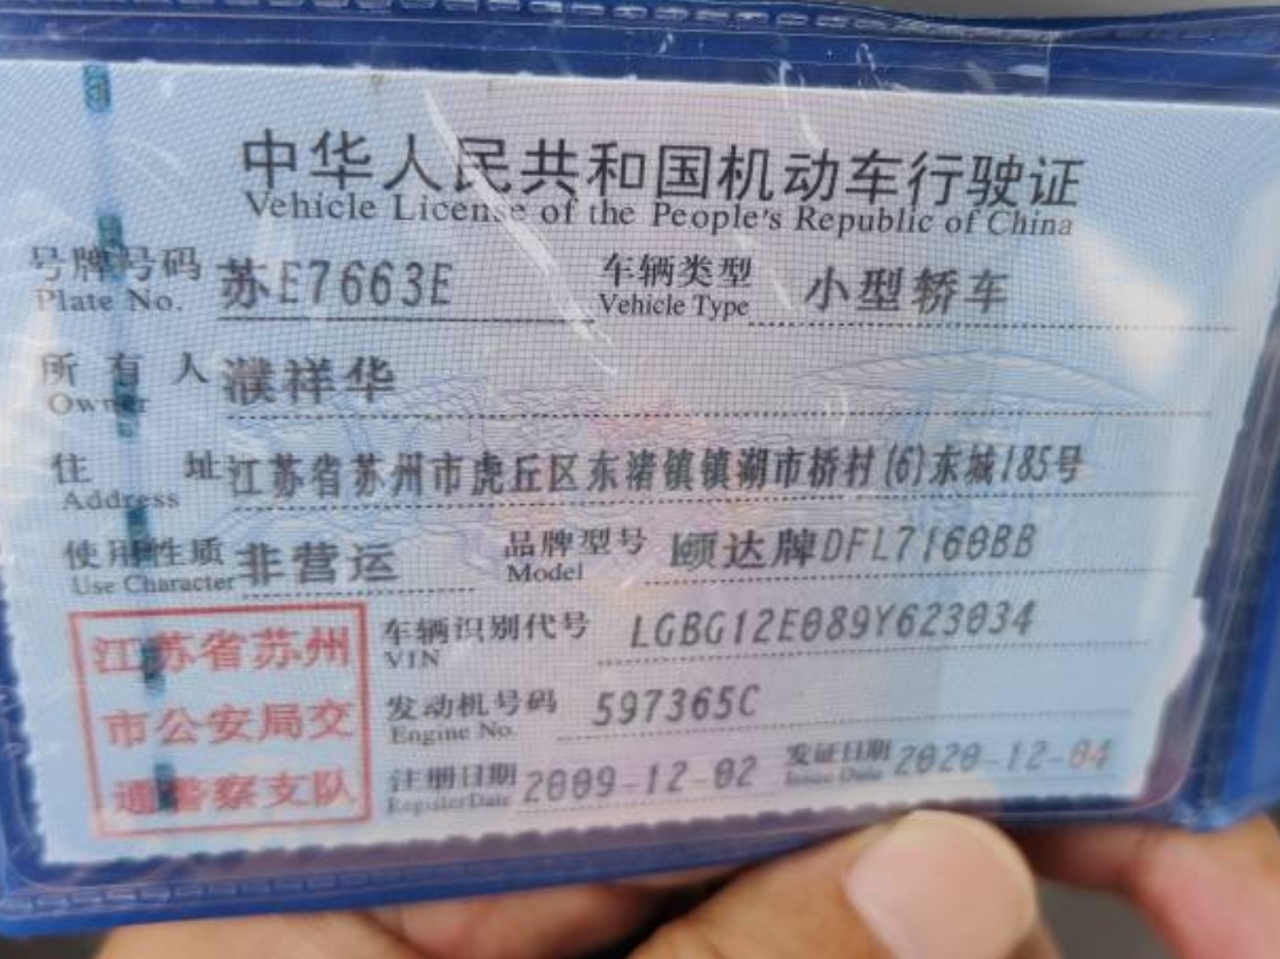 中华人民共和国机动车行驶证
Vehicle License of the People's Republic of China
号牌号码 苏E7663E 车辆类型 小型轿车
Plate No. Vehicle Type
所有人 濮祥华
Owner
住址 江苏省苏州市虎丘区东渚镇镇湖市桥村(6)东城185号
Address
使用性质 非营运 品牌型号 颐达牌DFL7160BB
Use Character Model
车辆识别代号 LGBG12E089Y623034
VIN
发动机号码 597365C
Engine No.
注册日期 2009-12-02 发证日期 2020-12-04
Register Date Issue Date
江苏省苏州
市公安局交
通警察支队